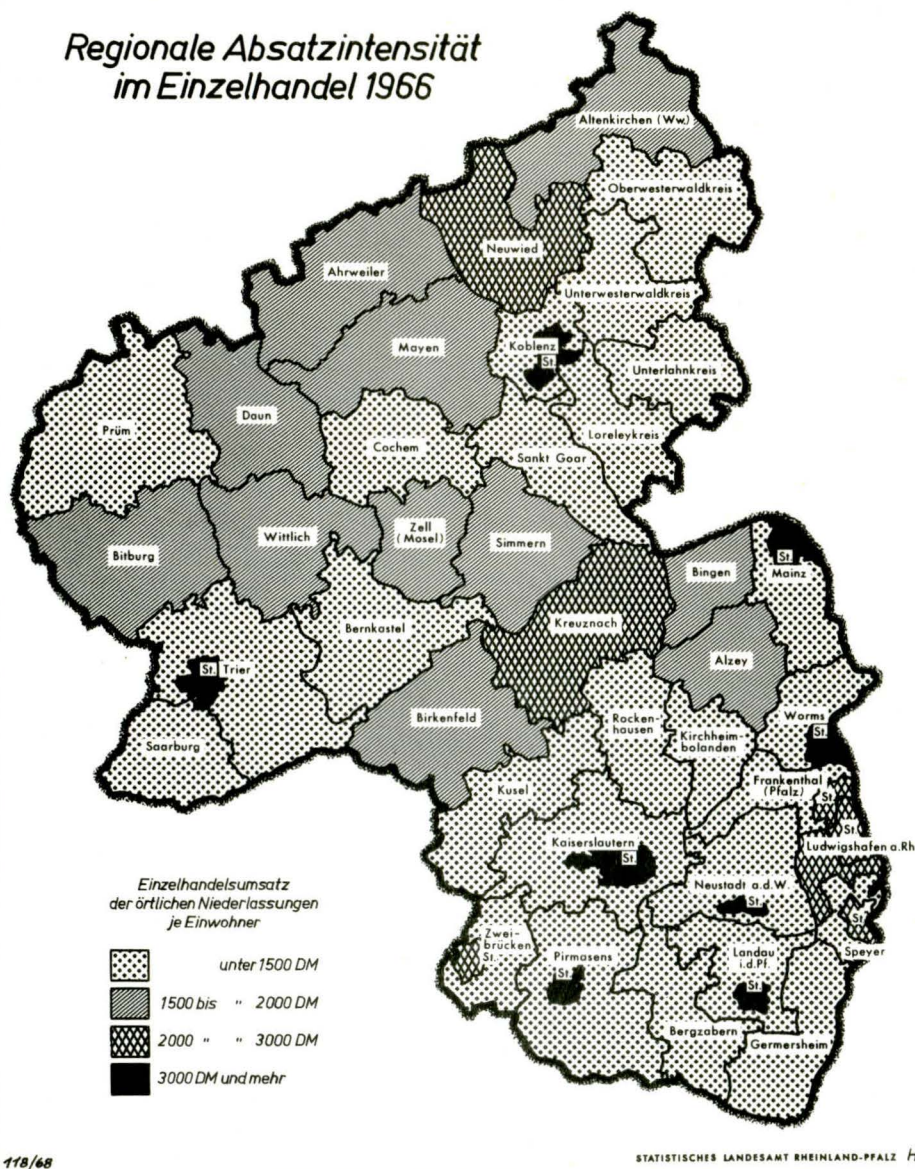 Regionale Absatzintensität
im Einzelhandel 1966
Altenkirchen (Ww.)
Oberwesterwaldkreis
Neuwied
Ahrweiler
Unterwesterwaldkreis
Koblenz
St.
Mayen
Unterlahnkreis
Daun
Prüm
Loreleykreis
Cochem
Sankt Goar
Zell
(Mosel)
Wittlich
Simmern
Bitburg
St.
Mainz
Bingen
Kreuznach
Bernkastel
Alzey
St. Trier
Birkenfeld
Rocken-
hausen
Worms
St.
Kirchheim-
bolanden
Saarburg
Frankenthal
(Pfalz)
St.
Kusel
St.
Ludwigshafen a.Rh
Kaiserslautern
St.
Neustadt a.d.W.
St.
St.
Speyer
Zwei-
brücken
St.
Pirmasens
St.
Landau
i.d.Pf.
St.
Bergzabern
Germersheim
Einzelhandelsumsatz
der örtlichen Niederlassungen
je Einwohner
unter 1500 DM
1500 bis " 2000 DM
2000 " " 3000 DM
3000 DM und mehr
118/68
STATISTISCHES LANDESAMT RHEINLAND-PFALZ H